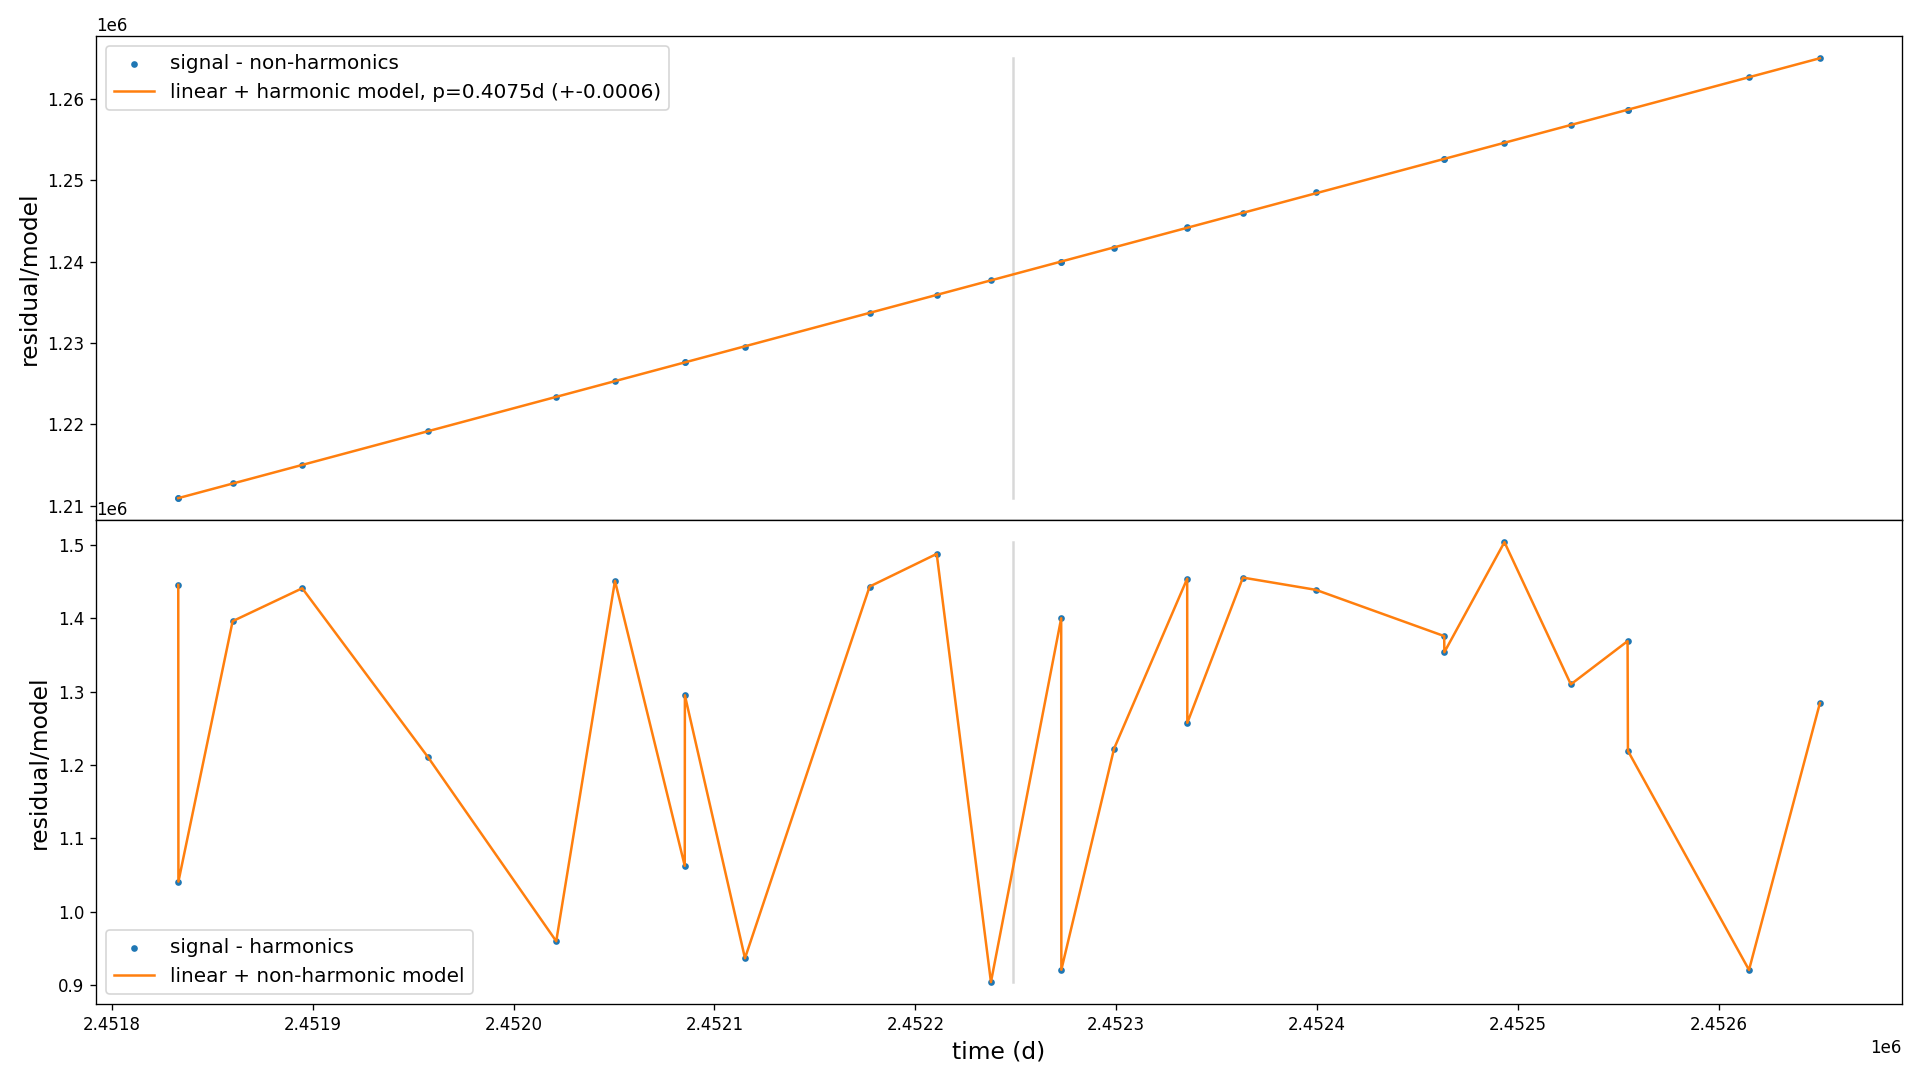 1e6
signal - non-harmonics
linear + harmonic model, p=0.4075d (+-0.0006)
1.26
1.25
1.24
1.23
1.22
1.21
residual/model
1e6
1.5
1.4
1.3
1.2
1.1
1.0
0.9
residual/model
signal - harmonics
linear + non-harmonic model
2.4518 2.4519 2.4520 2.4521 2.4522 2.4523 2.4524 2.4525 2.4526
time (d)
1e6